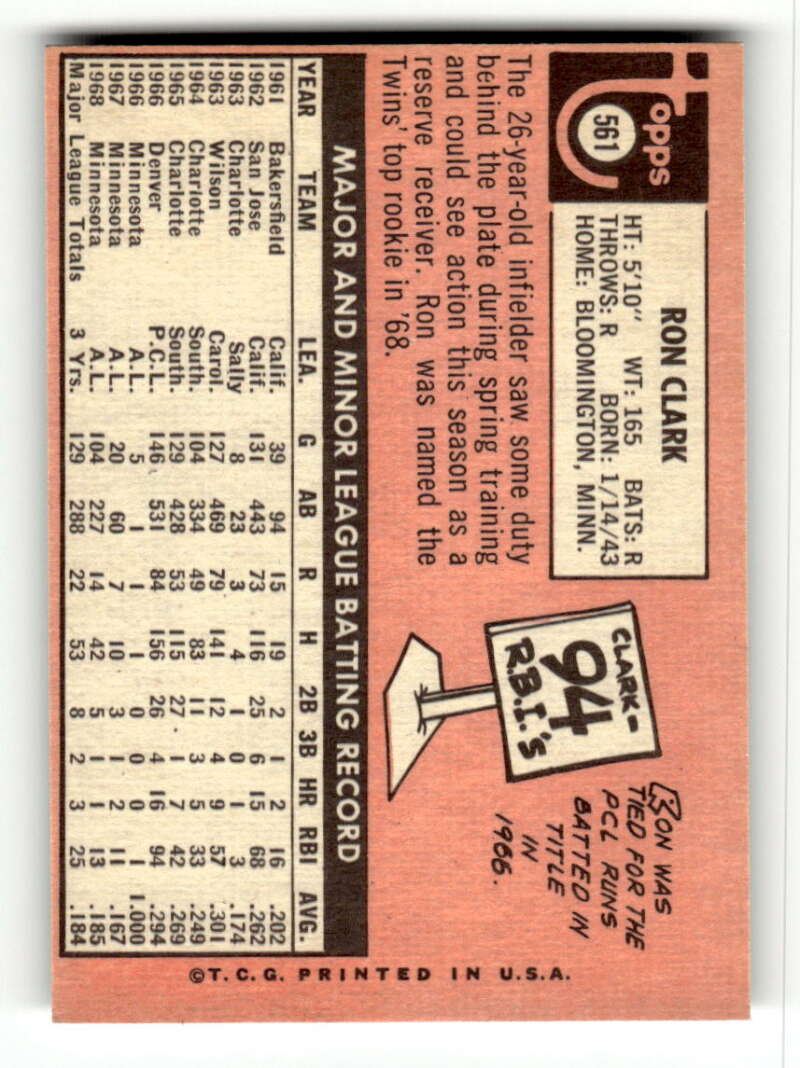 Topps
561
RON CLARK
HT: 5'10" WT: 165 BATS: R
THROWS: R BORN: 1/14/43
HOME: BLOOMINGTON, MINN.
The 26-year-old infielder saw some duty
behind the plate during spring training
and could see action this season as a
reserve receiver. Ron was named the
Twins' top rookie in '68.
CLARK-
94
R.B.I.'s
RON WAS
TIED FOR THE
PCL RUNS
BATTED IN
TITLE
IN
1966.
MAJOR AND MINOR LEAGUE BATTING RECORD
YEAR TEAM LEA. G AB R H 2B 3B HR RBI AVG.
1961 Bakersfield Calif. 39 94 15 19 2 1 2 16 .202
1962 San Jose Calif. 131 443 73 116 25 6 15 68 .262
1963 Charlotte Sally 8 23 3 4 1 0 1 3 .174
1963 Wilson Carol. 127 469 79 141 12 4 9 57 .301
1964 Charlotte South. 104 334 49 83 11 3 5 33 .249
1965 Charlotte South. 129 428 53 115 27 1 7 42 .269
1966 Denver P.C.L. 146 531 84 156 26 4 16 94 .294
1966 Minnesota A.L. 5 1 1 1 0 0 0 1 1.000
1967 Minnesota A.L. 20 60 7 10 3 1 2 11 .167
1968 Minnesota A.L. 104 227 14 42 5 1 1 13 .185
Major League Totals 3 Yrs. 129 288 22 53 8 2 3 25 .184
©T.C.G. PRINTED IN U.S.A.